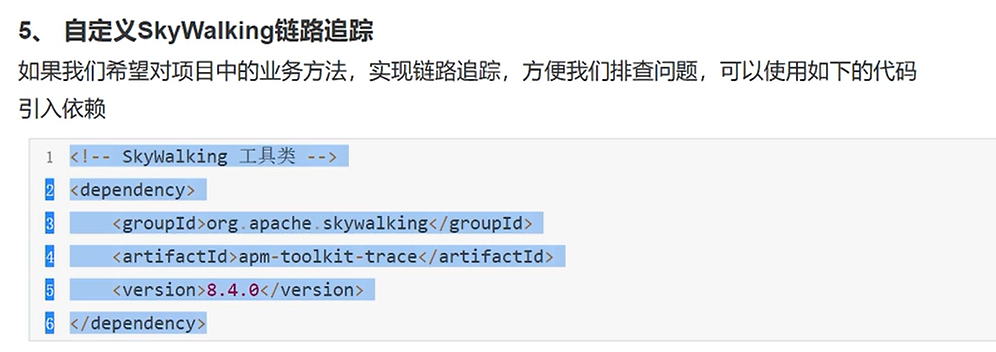 5、 自定义SkyWalking链路追踪
如果我们希望对项目中的业务方法，实现链路追踪，方便我们排查问题，可以使用如下的代码
引入依赖
1 <!-- SkyWalking 工具类 -->
2 <dependency>
3     <groupId>org.apache.skywalking</groupId>
4     <artifactId>apm-toolkit-trace</artifactId>
5     <version>8.4.0</version>
6 </dependency>